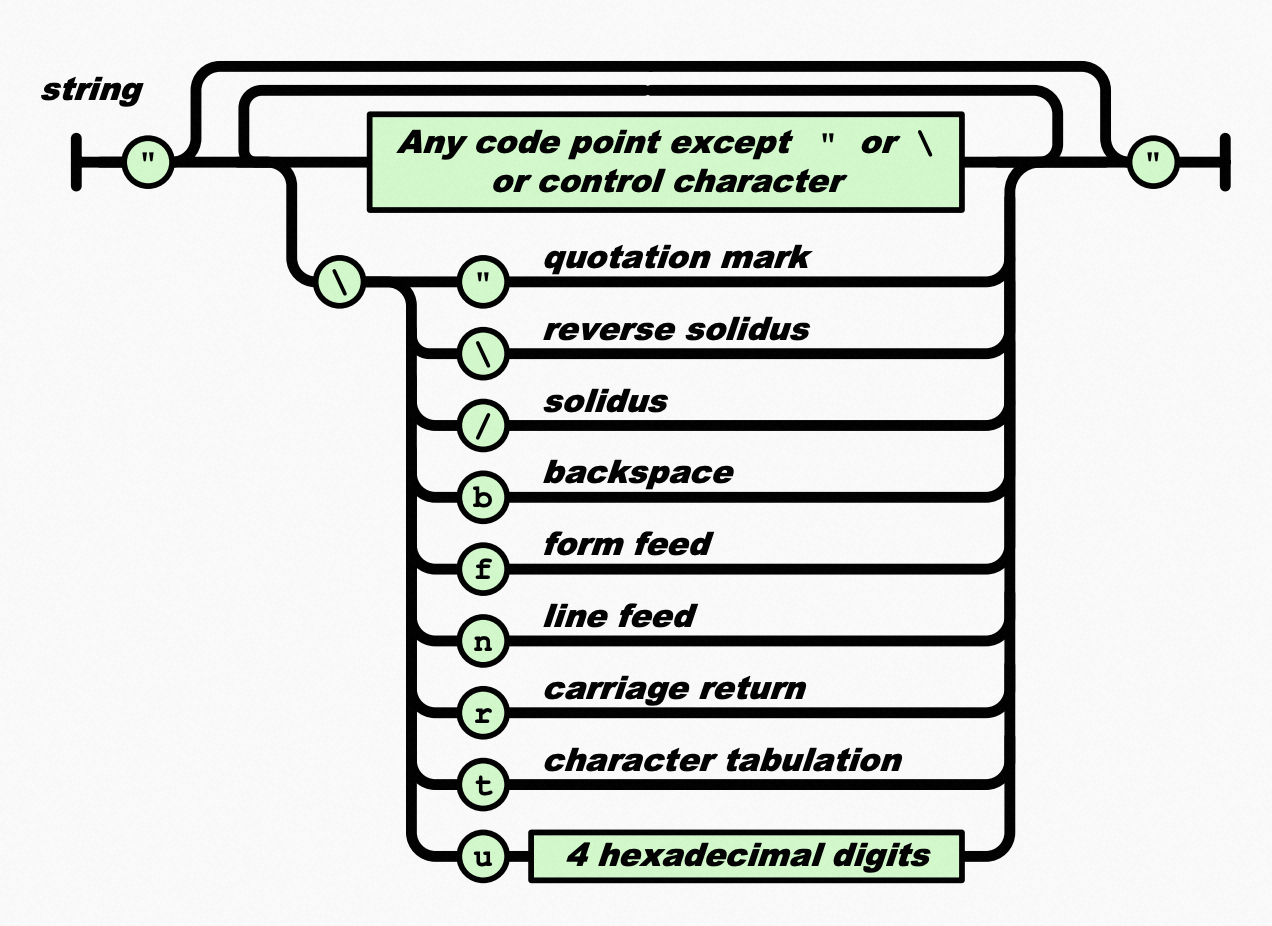 string
" Any code point except " or \ "
or control character
\ " quotation mark
\ reverse solidus
/ solidus
b backspace
f form feed
n line feed
r carriage return
t character tabulation
u 4 hexadecimal digits